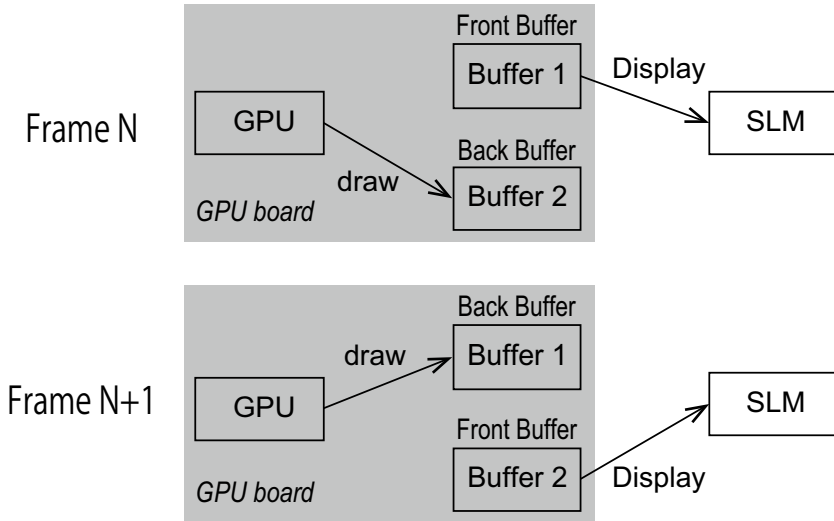 Front Buffer
Buffer 1
Display
Frame N
GPU
SLM
Back Buffer
draw
Buffer 2
GPU board
Back Buffer
draw
Buffer 1
Frame N+1
GPU
SLM
Front Buffer
Buffer 2
Display
GPU board